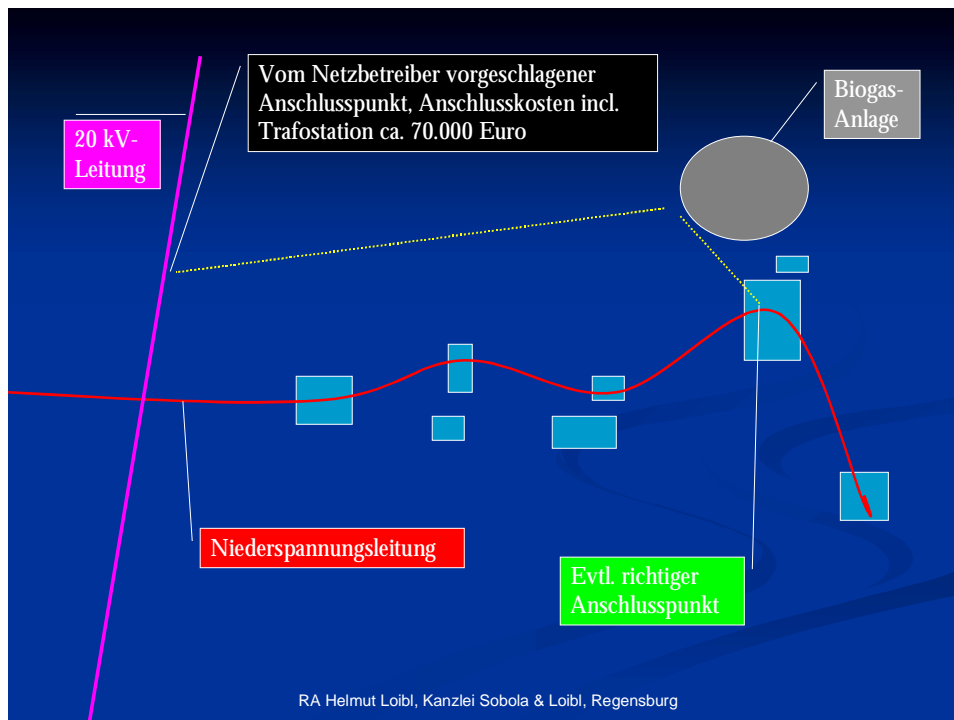 Vom Netzbetreiber vorgeschlagener
Anschlusspunkt, Anschlusskosten incl.
Trafostation ca. 70.000 Euro
Biogas-
Anlage
20 kV-
Leitung
Niederspannungsleitung
Evtl. richtiger
Anschlusspunkt
RA Helmut Loibl, Kanzlei Sobola & Loibl, Regensburg